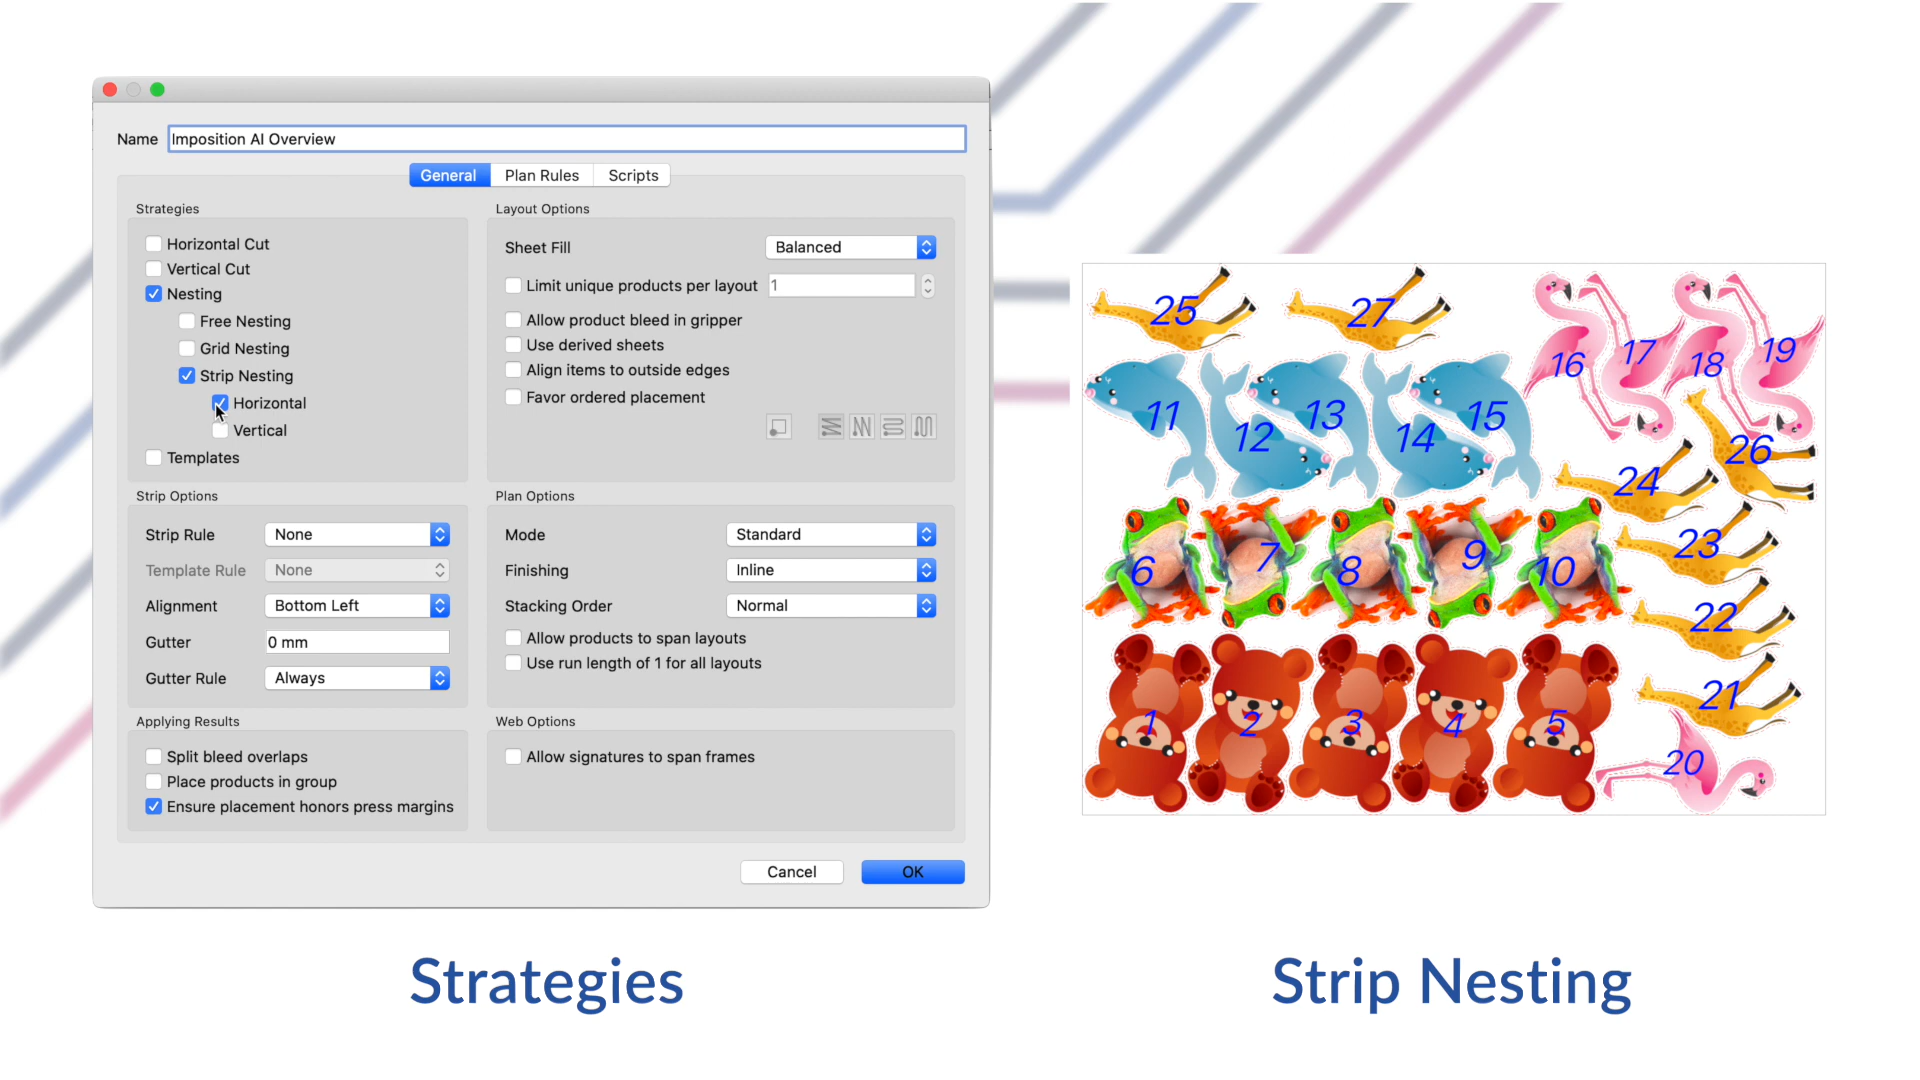 Name Imposition AI Overview
General Plan Rules Scripts
Strategies
Horizontal Cut
Vertical Cut
Nesting
Free Nesting
Grid Nesting
Strip Nesting
Horizontal
Vertical
Templates
Layout Options
Sheet Fill Balanced
Limit unique products per layout 1
Allow product bleed in gripper
Use derived sheets
Align items to outside edges
Favor ordered placement
Strip Options
Strip Rule None
Template Rule None
Alignment Bottom Left
Gutter 0 mm
Gutter Rule Always
Plan Options
Mode Standard
Finishing Inline
Stacking Order Normal
Allow products to span layouts
Use run length of 1 for all layouts
Applying Results
Split bleed overlaps
Place products in group
Ensure placement honors press margins
Web Options
Allow signatures to span frames
Cancel OK
25 27
16 17 18 19
11 12 13 14 15
26
24
23
6 7 8 9 10
22
21
1 2 3 4 5
20
Strategies
Strip Nesting